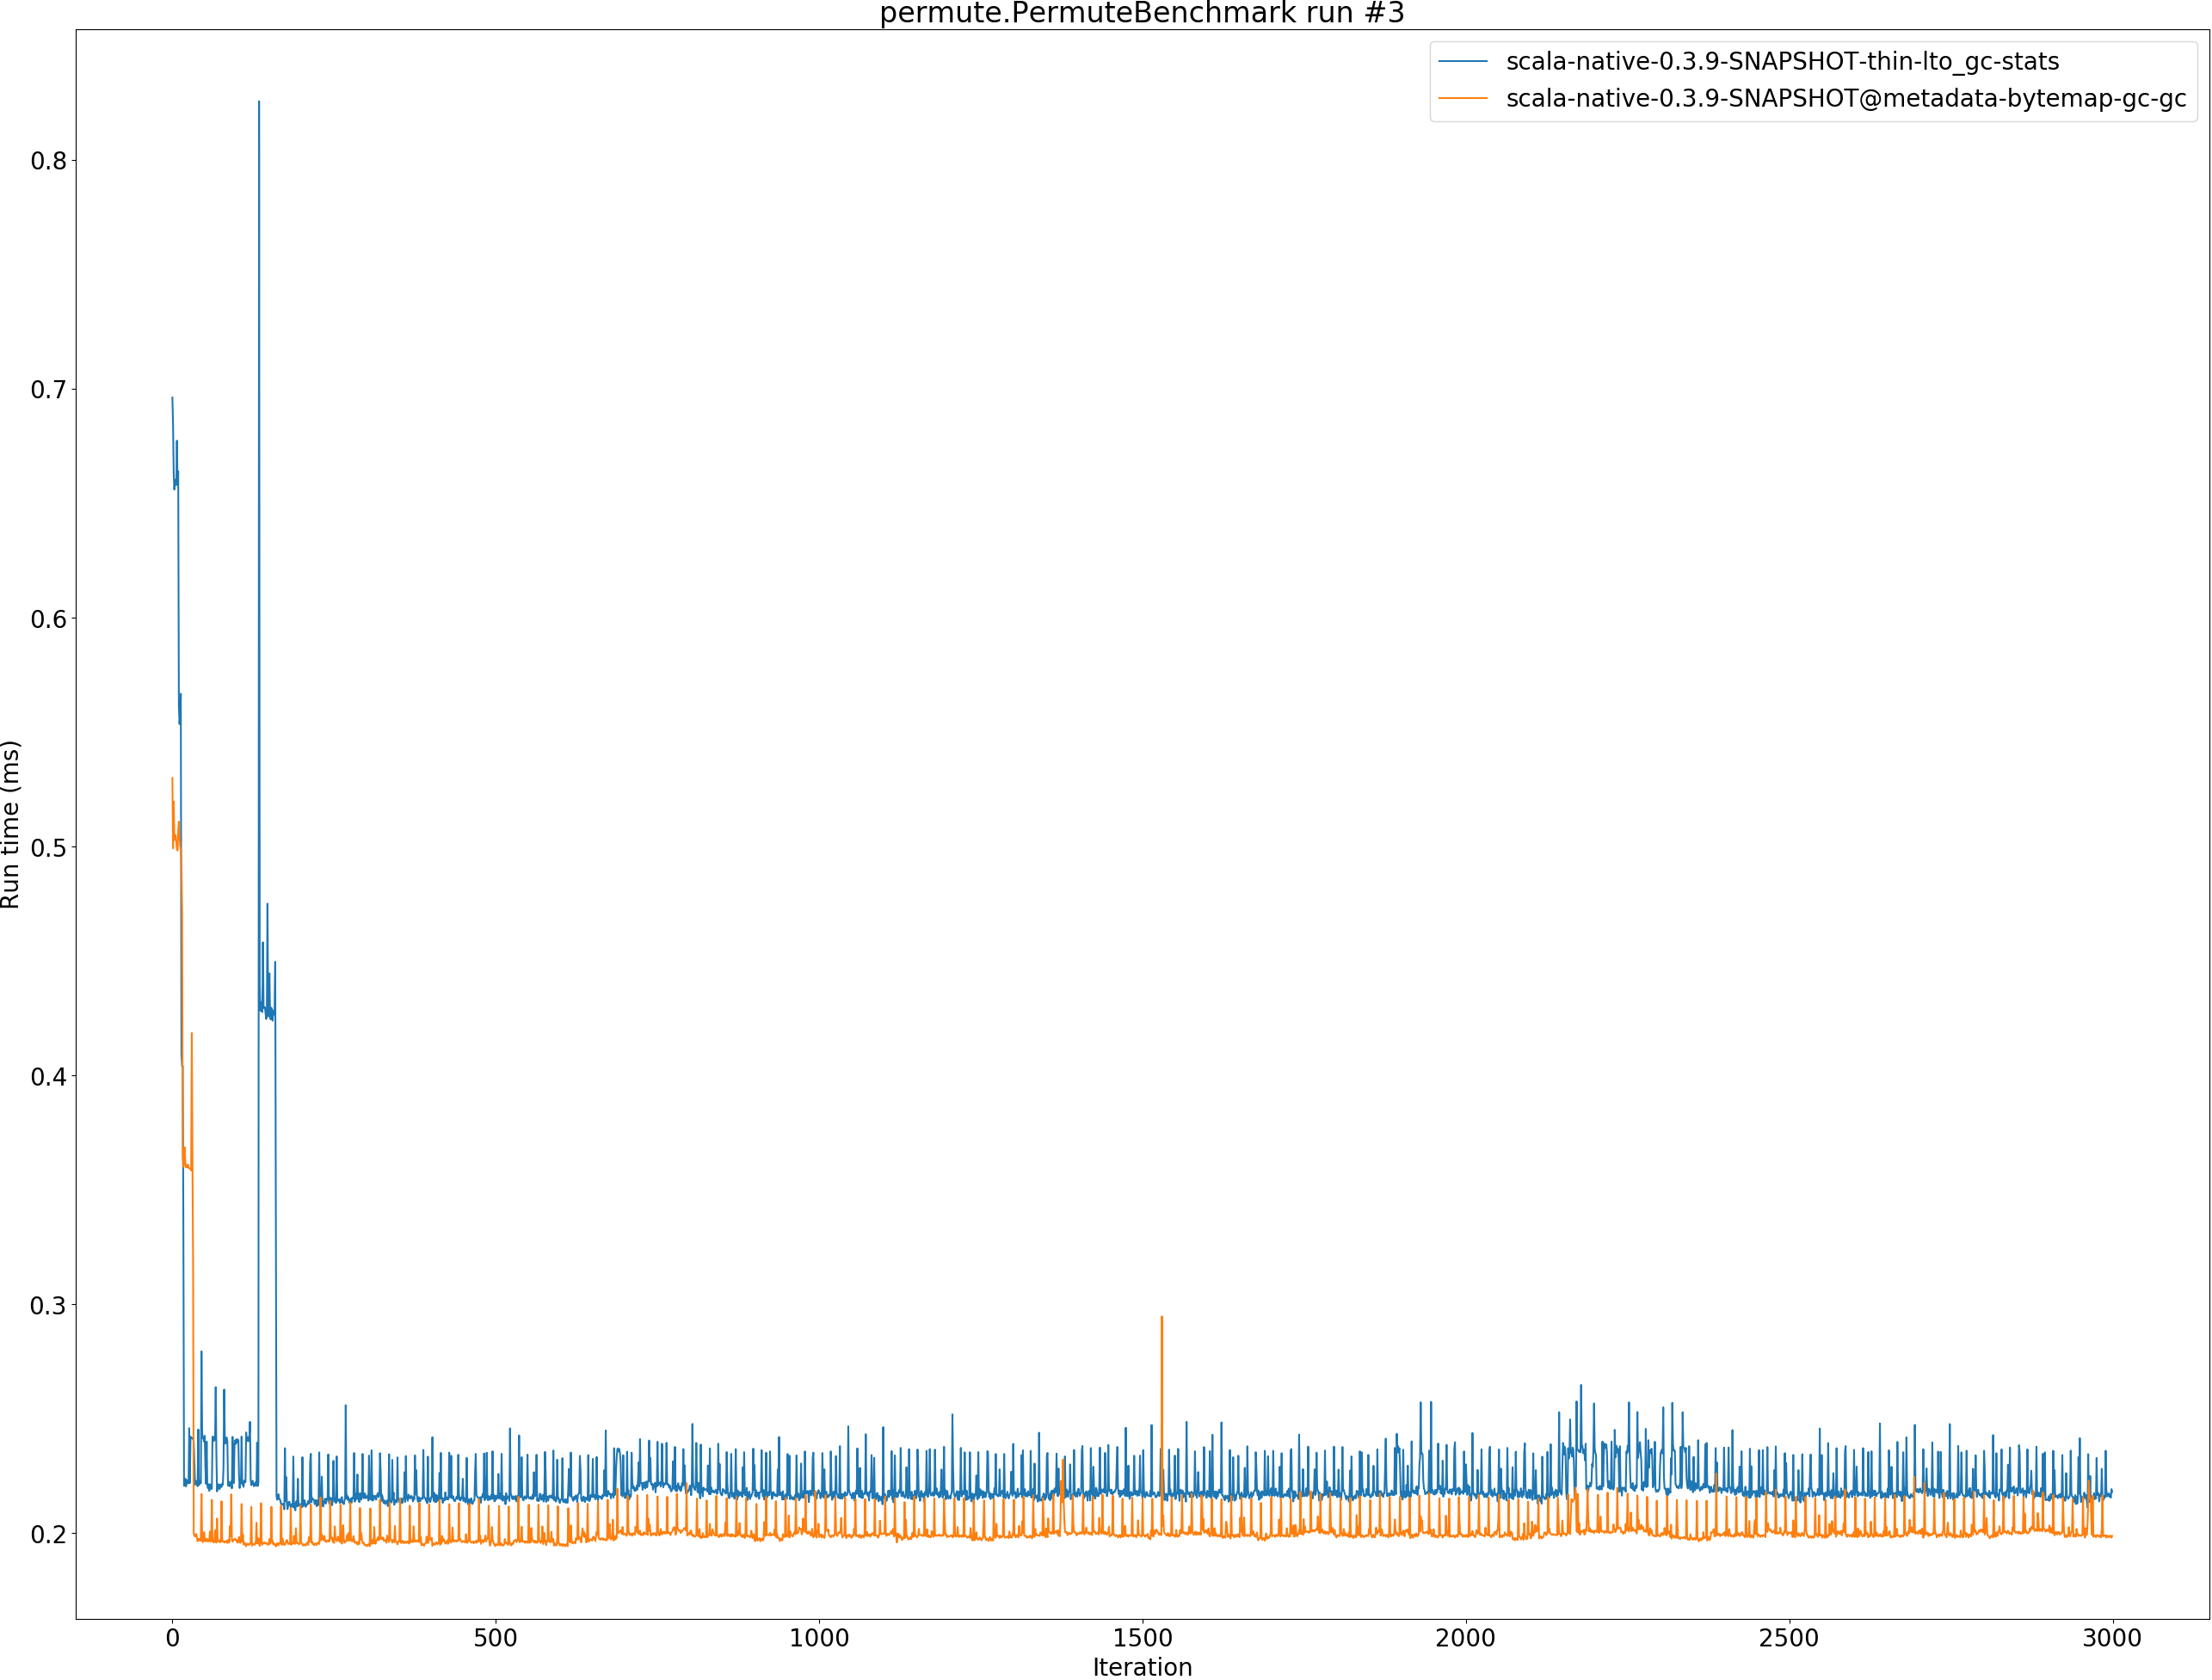 permute.PermuteBenchmark run #3
scala-native-0.3.9-SNAPSHOT-thin-lto_gc-stats
scala-native-0.3.9-SNAPSHOT@metadata-bytemap-gc-gc
0.8
0.7
0.6
0.5
0.4
0.3
0.2
Run time (ms)
0 500 1000 1500 2000 2500 3000
Iteration